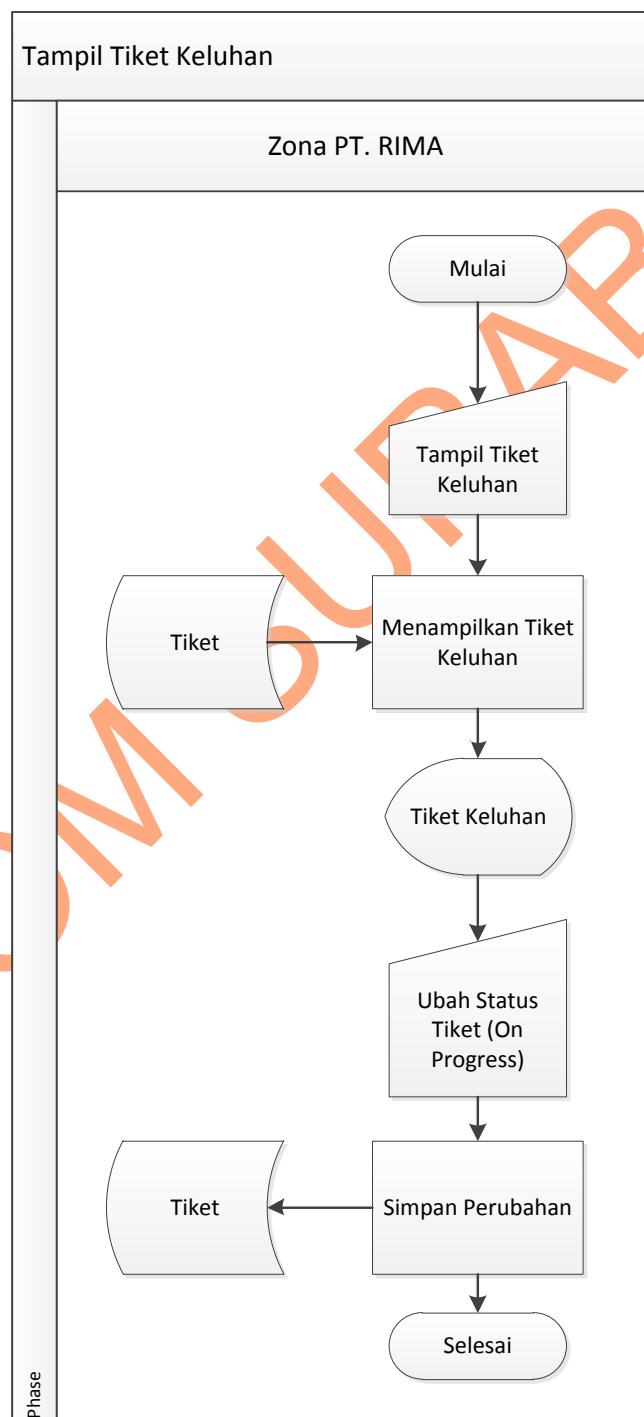 Tampil Tiket Keluhan
Zona PT. RIMA
Mulai
Tampil Tiket
Keluhan
Tiket
Menampilkan Tiket
Keluhan
Tiket Keluhan
Ubah Status
Tiket (On
Progress)
Tiket
Simpan Perubahan
Selesai
Phase